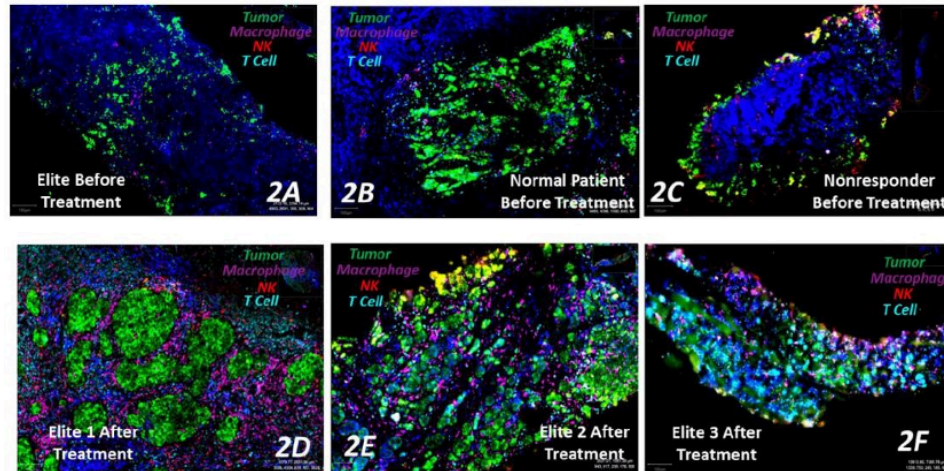 Tumor
Macrophage
NK
T Cell
Elite Before
Treatment
2A
Tumor
Macrophage
NK
T Cell
2B
Normal Patient
Before Treatment
Tumor
Macrophage
NK
T Cell
2C
Nonresponder
Before Treatment
Tumor
Macrophage
NK
T Cell
Elite 1 After
Treatment
2D
Tumor
Macrophage
NK
T Cell
2E
Elite 2 After
Treatment
Tumor
Macrophage
NK
T Cell
Elite 3 After
Treatment
2F